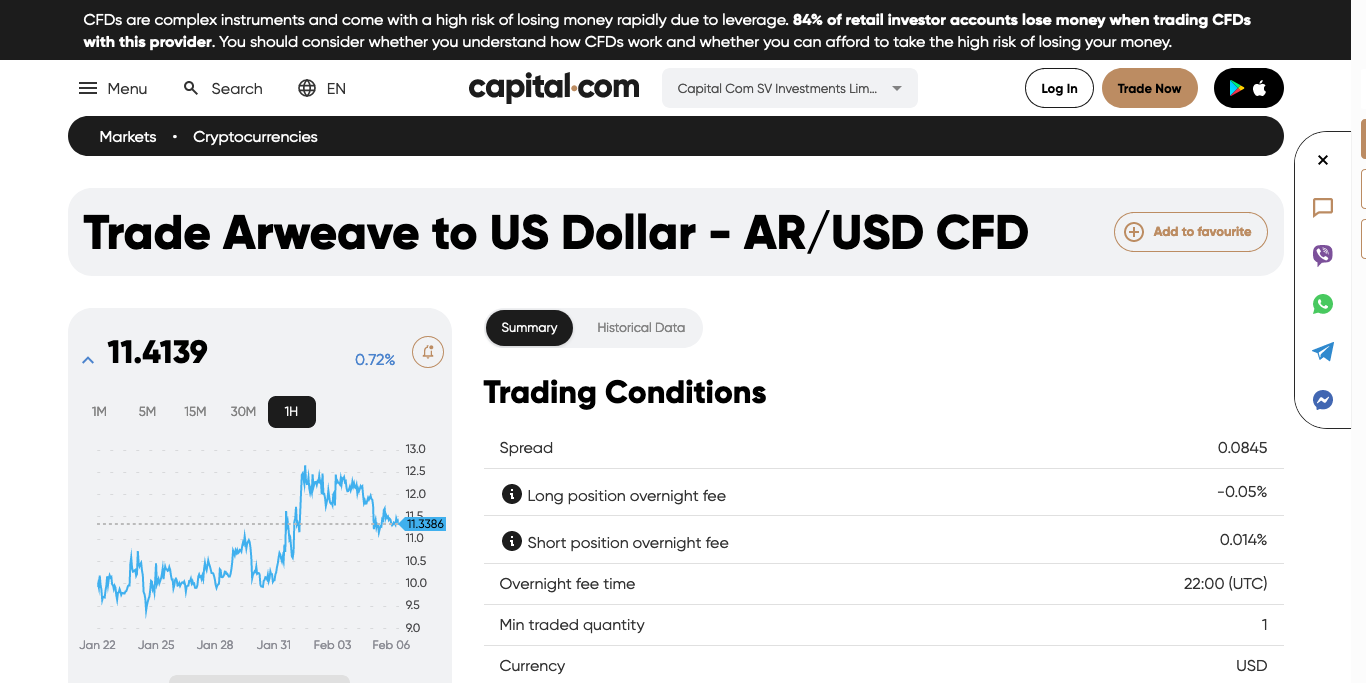 CFDs are complex instruments and come with a high risk of losing money rapidly due to leverage. 84% of retail investor accounts lose money when trading CFDs
with this provider. You should consider whether you understand how CFDs work and whether you can afford to take the high risk of losing your money.
Menu Search EN capital.com Capital Com SV Investments Lim... Log In Trade Now
Markets • Cryptocurrencies
Trade Arweave to US Dollar - AR/USD CFD
Add to favourite
11.4139
0.72%
1M 5M 15M 30M 1H
13.0
12.5
12.0
11.5
11.3386
11.0
10.5
10.0
9.5
9.0
Jan 22 Jan 25 Jan 28 Jan 31 Feb 03 Feb 06
Summary Historical Data
Trading Conditions
Spread 0.0845
Long position overnight fee -0.05%
Short position overnight fee 0.014%
Overnight fee time 22:00 (UTC)
Min traded quantity 1
Currency USD